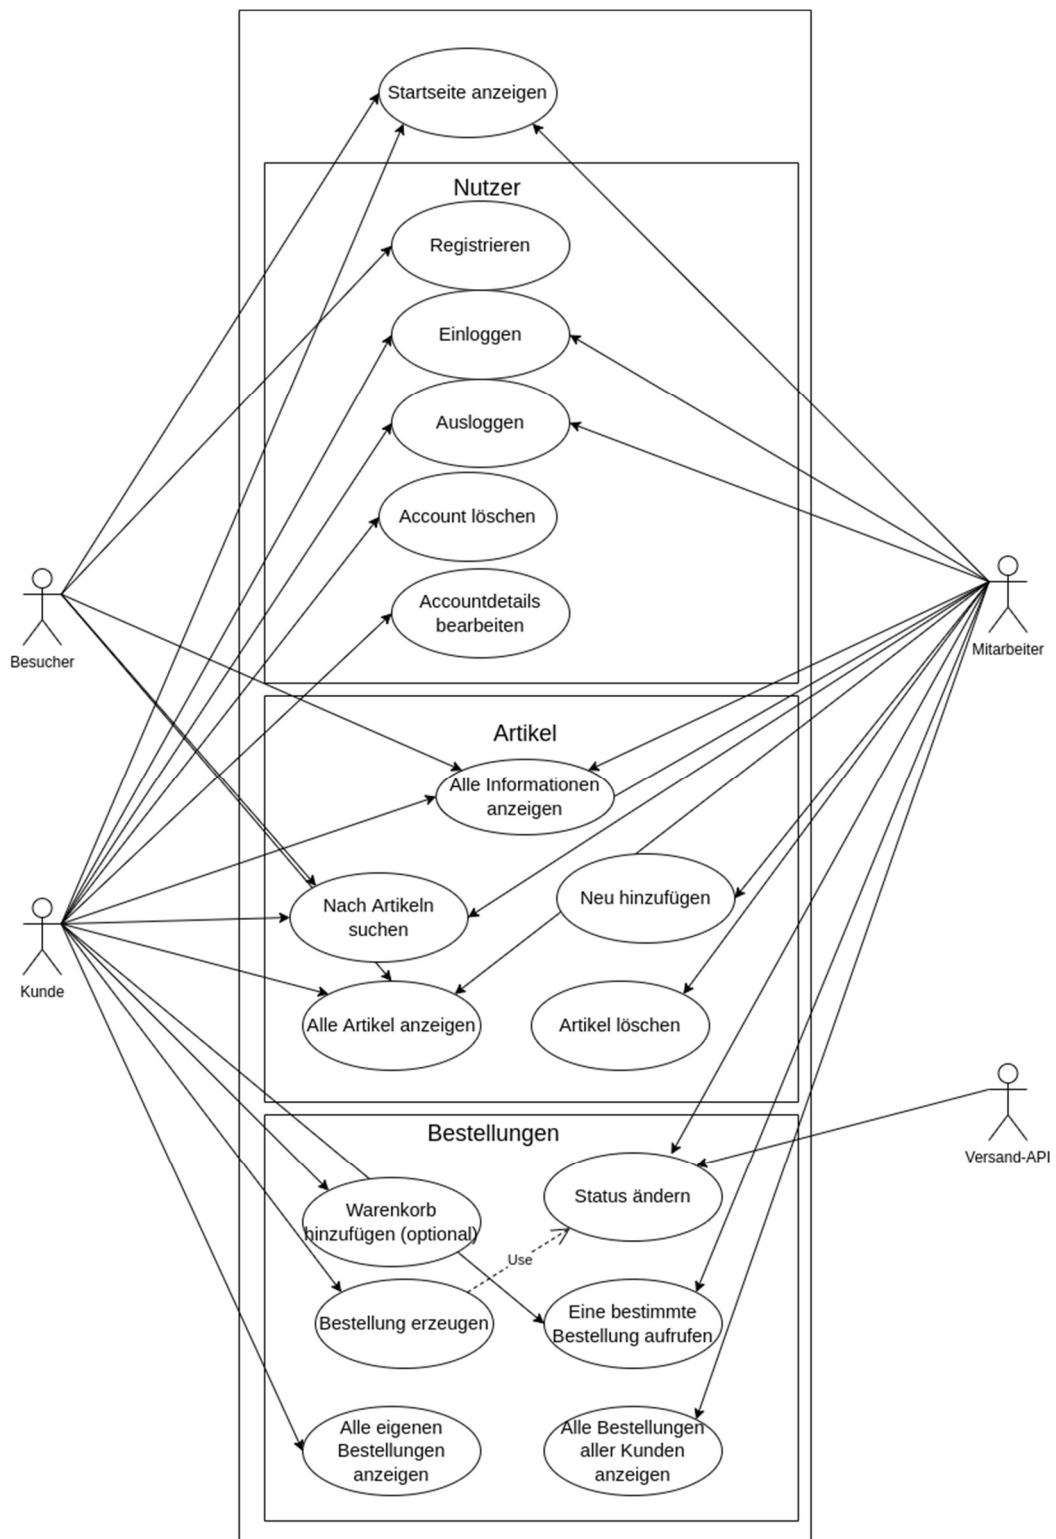 Startseite anzeigen
Nutzer
Registrieren
Einloggen
Ausloggen
Account löschen
Accountdetails
bearbeiten
Besucher
Mitarbeiter
Artikel
Alle Informationen
anzeigen
Nach Artikeln
suchen
Neu hinzufügen
Kunde
Alle Artikel anzeigen
Artikel löschen
Versand-API
Bestellungen
Warenkorb
hinzufügen (optional)
Status ändern
Use
Bestellung erzeugen
Eine bestimmte
Bestellung aufrufen
Alle eigenen
Bestellungen
anzeigen
Alle Bestellungen
aller Kunden
anzeigen